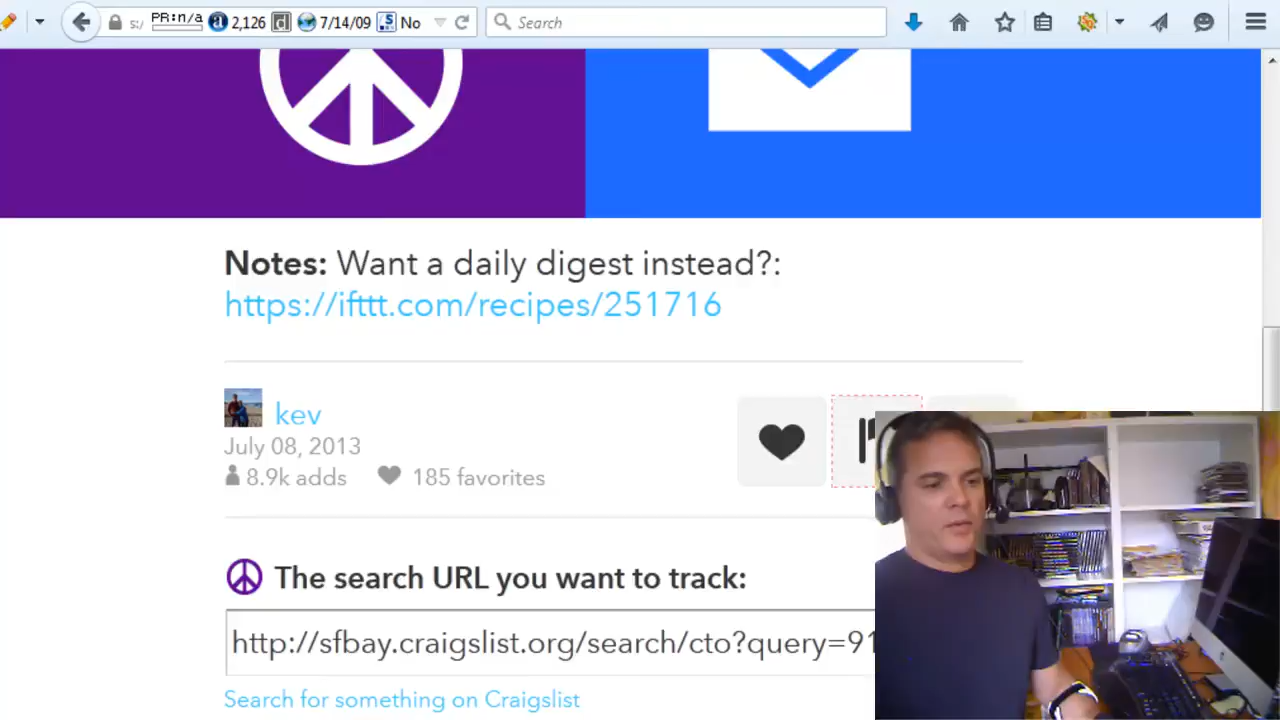 s:/ PR:n/a 2,126 7/14/09 No Search
Notes: Want a daily digest instead?:
https://ifttt.com/recipes/251716
kev
July 08, 2013
8.9k adds 185 favorites
The search URL you want to track:
http://sfbay.craigslist.org/search/cto?query=91
Search for something on Craigslist